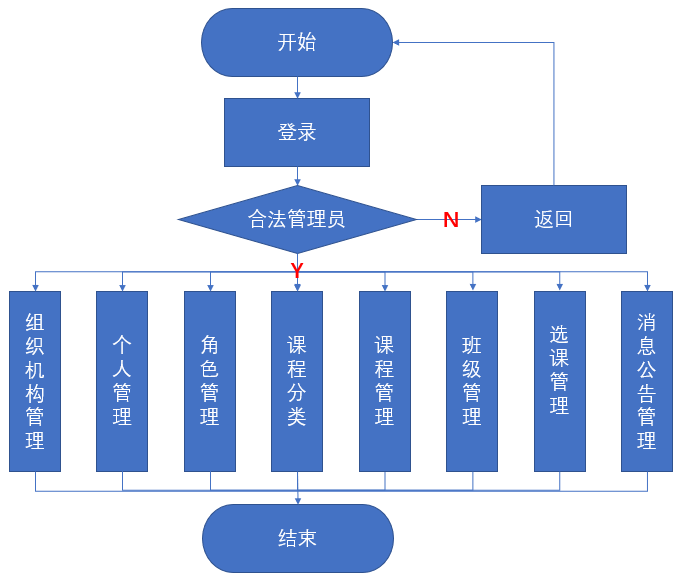 开始
登录
合法管理员
N
返回
Y
组织机构管理
个人管理
角色管理
课程分类
课程管理
班级管理
选课管理
消息公告管理
结束